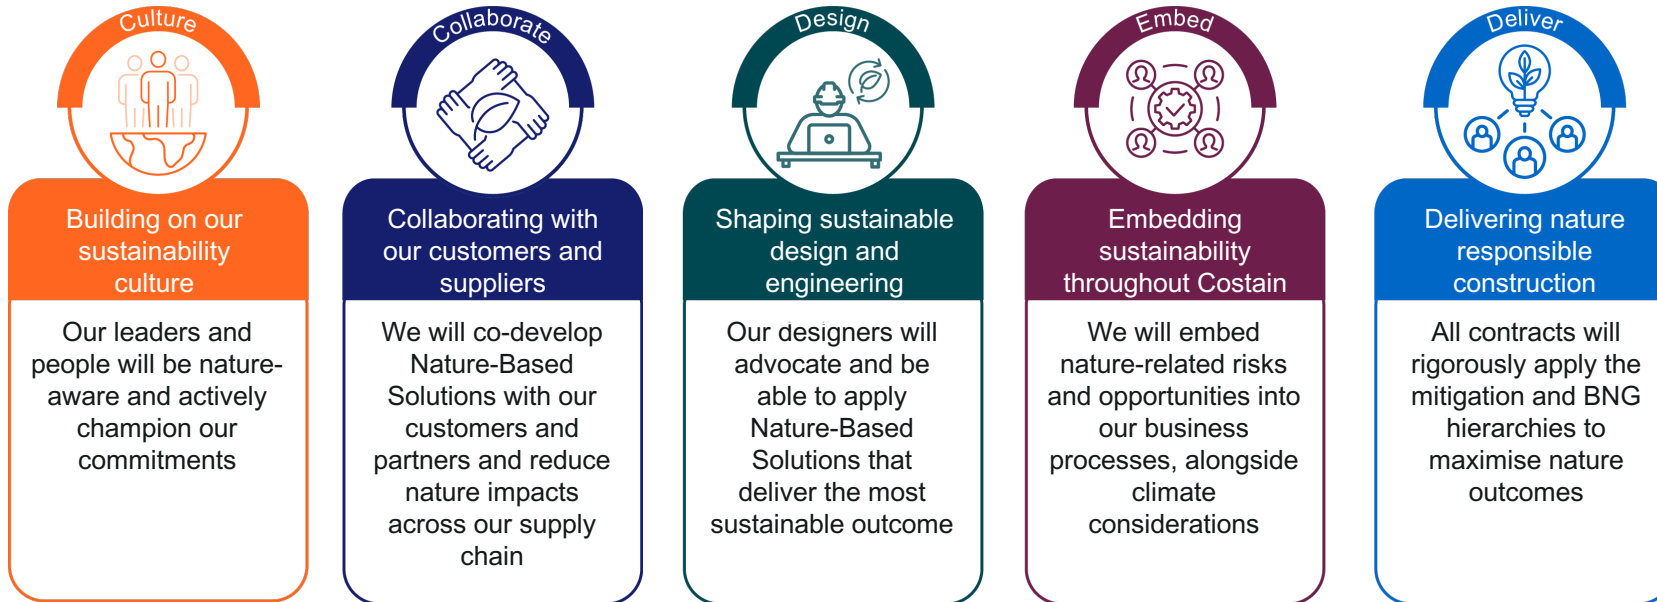 Culture
Building on our
sustainability
culture
Our leaders and
people will be nature-
aware and actively
champion our
commitments
Collaborate
Collaborating with
our customers and
suppliers
We will co-develop
Nature-Based
Solutions with our
customers and
partners and reduce
nature impacts
across our supply
chain
Design
Shaping sustainable
design and
engineering
Our designers will
advocate and be
able to apply
Nature-Based
Solutions that
deliver the most
sustainable outcome
Embed
Embedding
sustainability
throughout Costain
We will embed
nature-related risks
and opportunities into
our business
processes, alongside
climate
considerations
Deliver
Delivering nature
responsible
construction
All contracts will
rigorously apply the
mitigation and BNG
hierarchies to
maximise nature
outcomes